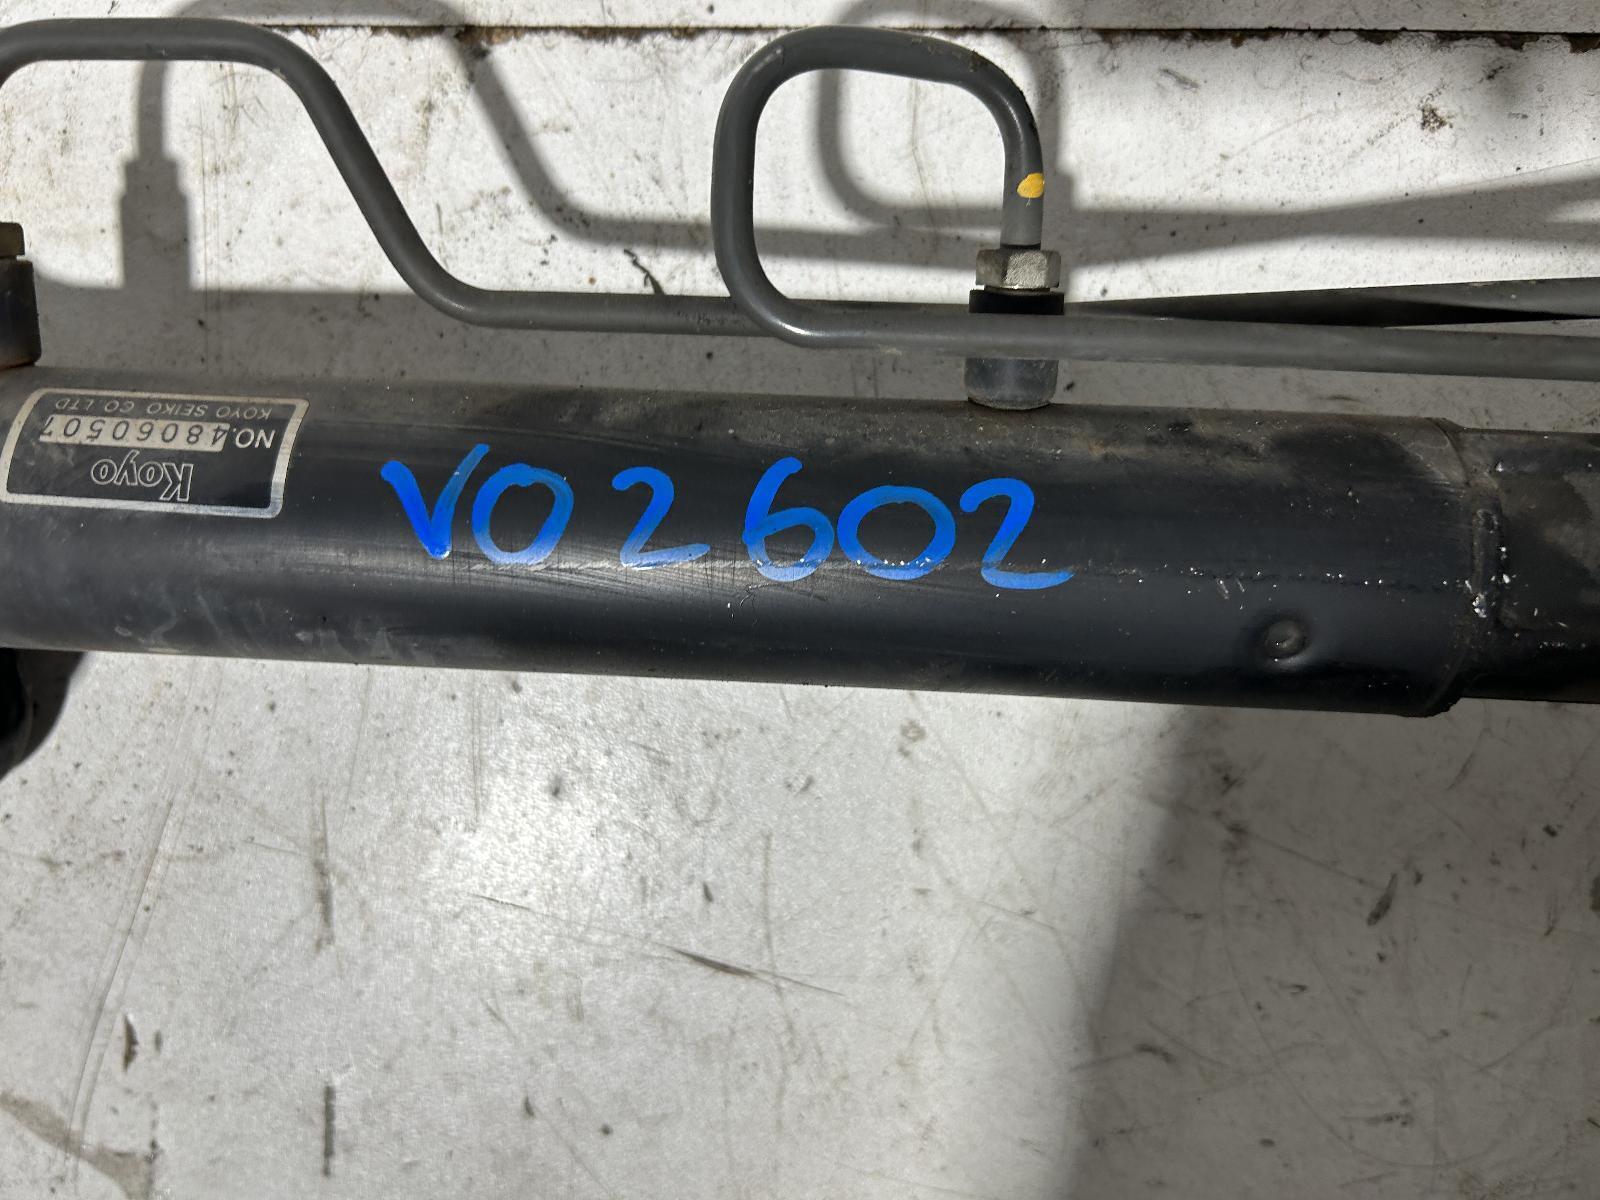 Koyo
NO.48060507
KOYO SEIKO CO.LTD
VO2602